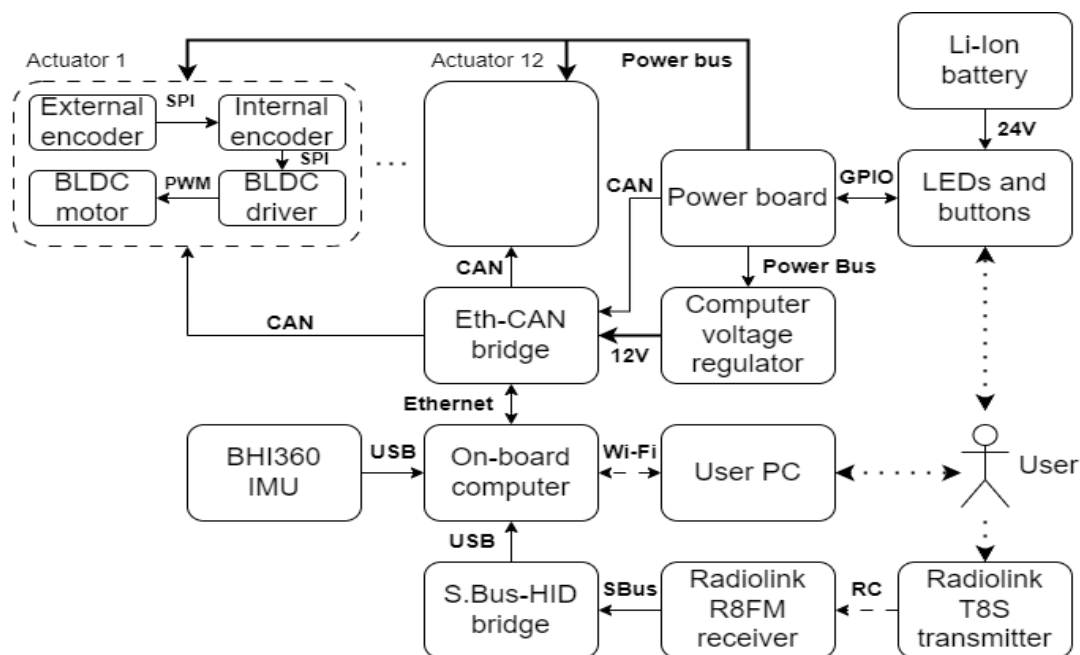 Actuator 1
Actuator 12
Power bus
Li-Ion
battery
External
encoder
SPI
Internal
encoder
SPI
24V
BLDC
motor
PWM
BLDC
driver
...
CAN
Power board
GPIO
LEDs and
buttons
CAN
Power Bus
CAN
Eth-CAN
bridge
12V
Computer
voltage
regulator
Ethernet
BHI360
IMU
USB
On-board
computer
Wi-Fi
User PC
User
USB
S.Bus-HID
bridge
SBus
Radiolink
R8FM
receiver
RC
Radiolink
T8S
transmitter